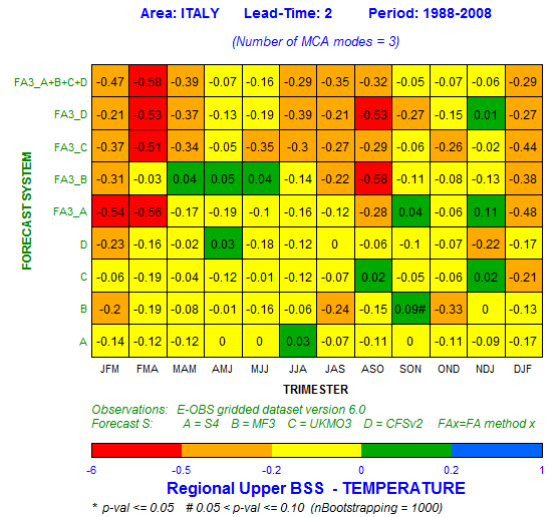 Area: ITALY Lead-Time: 2 Period: 1988-2008
(Number of MCA modes = 3)
FORECAST SYSTEM
FA3_A+B+C+D -0.47 -0.58 -0.39 -0.07 -0.16 -0.29 -0.35 -0.32 -0.05 -0.07 -0.06 -0.29
FA3_D -0.21 -0.53 -0.37 -0.13 -0.19 -0.39 -0.21 -0.53 -0.27 -0.15 0.01 -0.27
FA3_C -0.37 -0.51 -0.34 -0.05 -0.35 -0.3 -0.27 -0.29 -0.06 -0.26 -0.02 -0.44
FA3_B -0.31 -0.03 0.04 0.05 0.04 -0.14 -0.22 -0.58 -0.11 -0.08 -0.13 -0.38
FA3_A -0.54 -0.56 -0.17 -0.19 -0.1 -0.16 -0.12 -0.28 0.04 -0.06 0.11 -0.48
D -0.23 -0.16 -0.02 0.03 -0.18 -0.12 0 -0.06 -0.1 -0.07 -0.22 -0.17
C -0.06 -0.19 -0.04 -0.12 -0.01 -0.12 -0.07 0.02 -0.05 -0.06 0.02 -0.21
B -0.2 -0.19 -0.08 -0.01 -0.16 -0.06 -0.24 -0.15 0.09# -0.33 0 -0.13
A -0.14 -0.12 -0.12 0 0 0.03 -0.07 -0.11 0 -0.11 -0.09 -0.17
JFM FMA MAM AMJ MJJ JJA JAS ASO SON OND NDJ DJF
TRIMESTER
Observations: E-OBS gridded dataset version 6.0
Forecast S: A = S4 B = MF3 C = UKMO3 D = CFSv2 FAx=FA method x
-6 -0.5 -0.2 0 0.2 1
Regional Upper BSS - TEMPERATURE
* p-val <= 0.05 # 0.05 < p-val <= 0.10 (nBootstrapping = 1000)